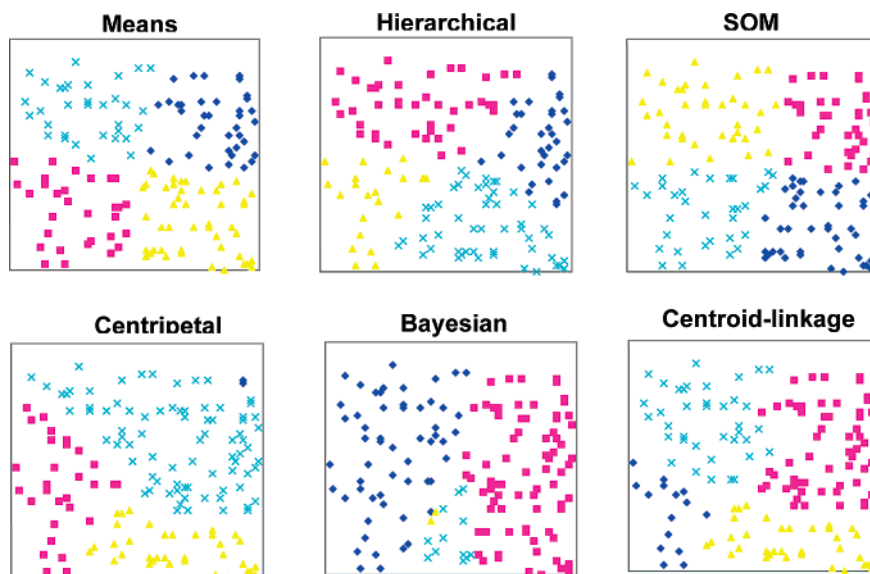 Means
Hierarchical
SOM
Centripetal
Bayesian
Centroid-linkage